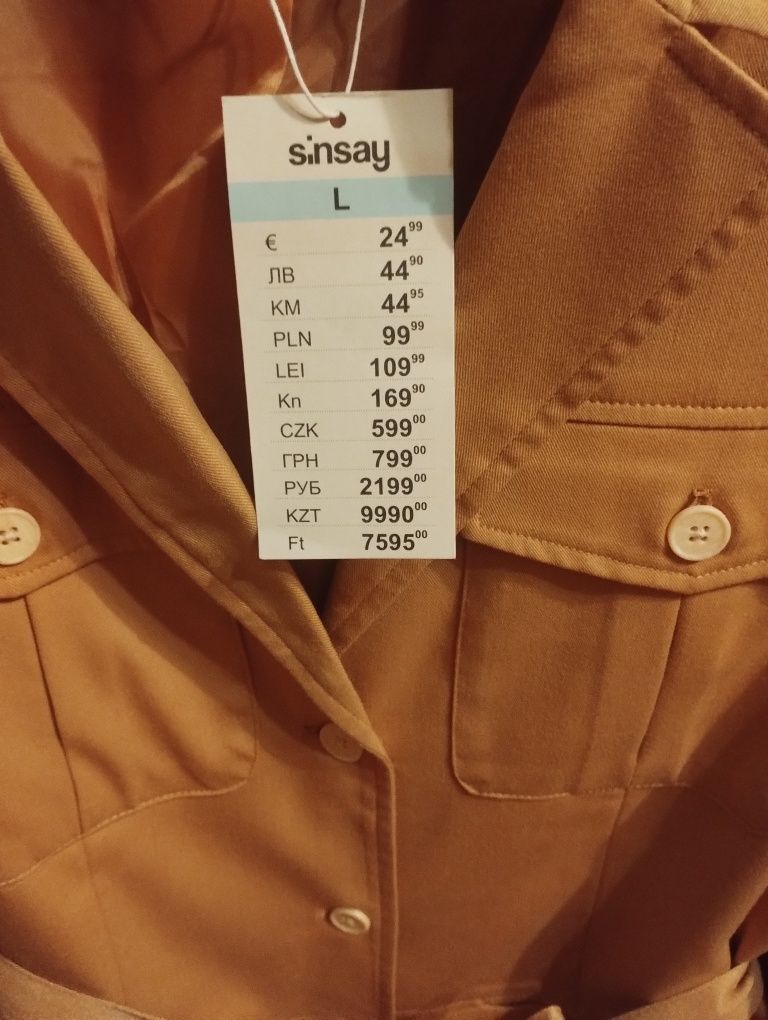 sinsay
L
€ 24⁹⁹
ЛВ 44⁹⁰
KM 44⁹⁵
PLN 99⁹⁹
LEI 109⁹⁹
Kn 169⁹⁰
CZK 599⁰⁰
ГРН 799⁰⁰
РУБ 2199⁰⁰
KZT 9990⁰⁰
Ft 7595⁰⁰